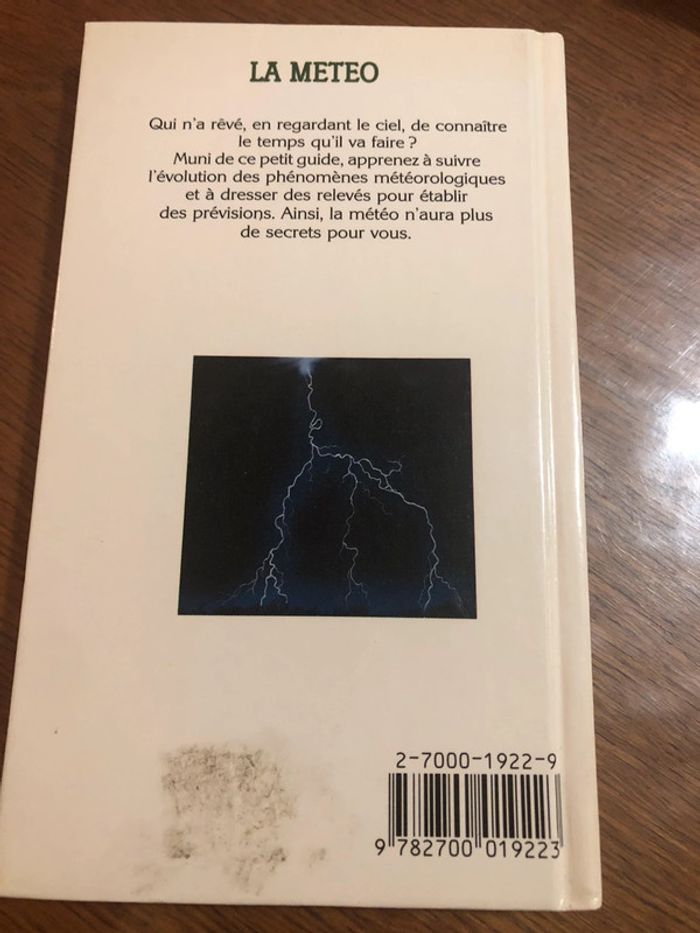 LA METEO
Qui n'a rêvé, en regardant le ciel, de connaître
le temps qu'il va faire ?
Muni de ce petit guide, apprenez à suivre
l'évolution des phénomènes météorologiques
et à dresser des relevés pour établir
des prévisions. Ainsi, la météo n'aura plus
de secrets pour vous.
2-7000-1922-9
9 782700 019223